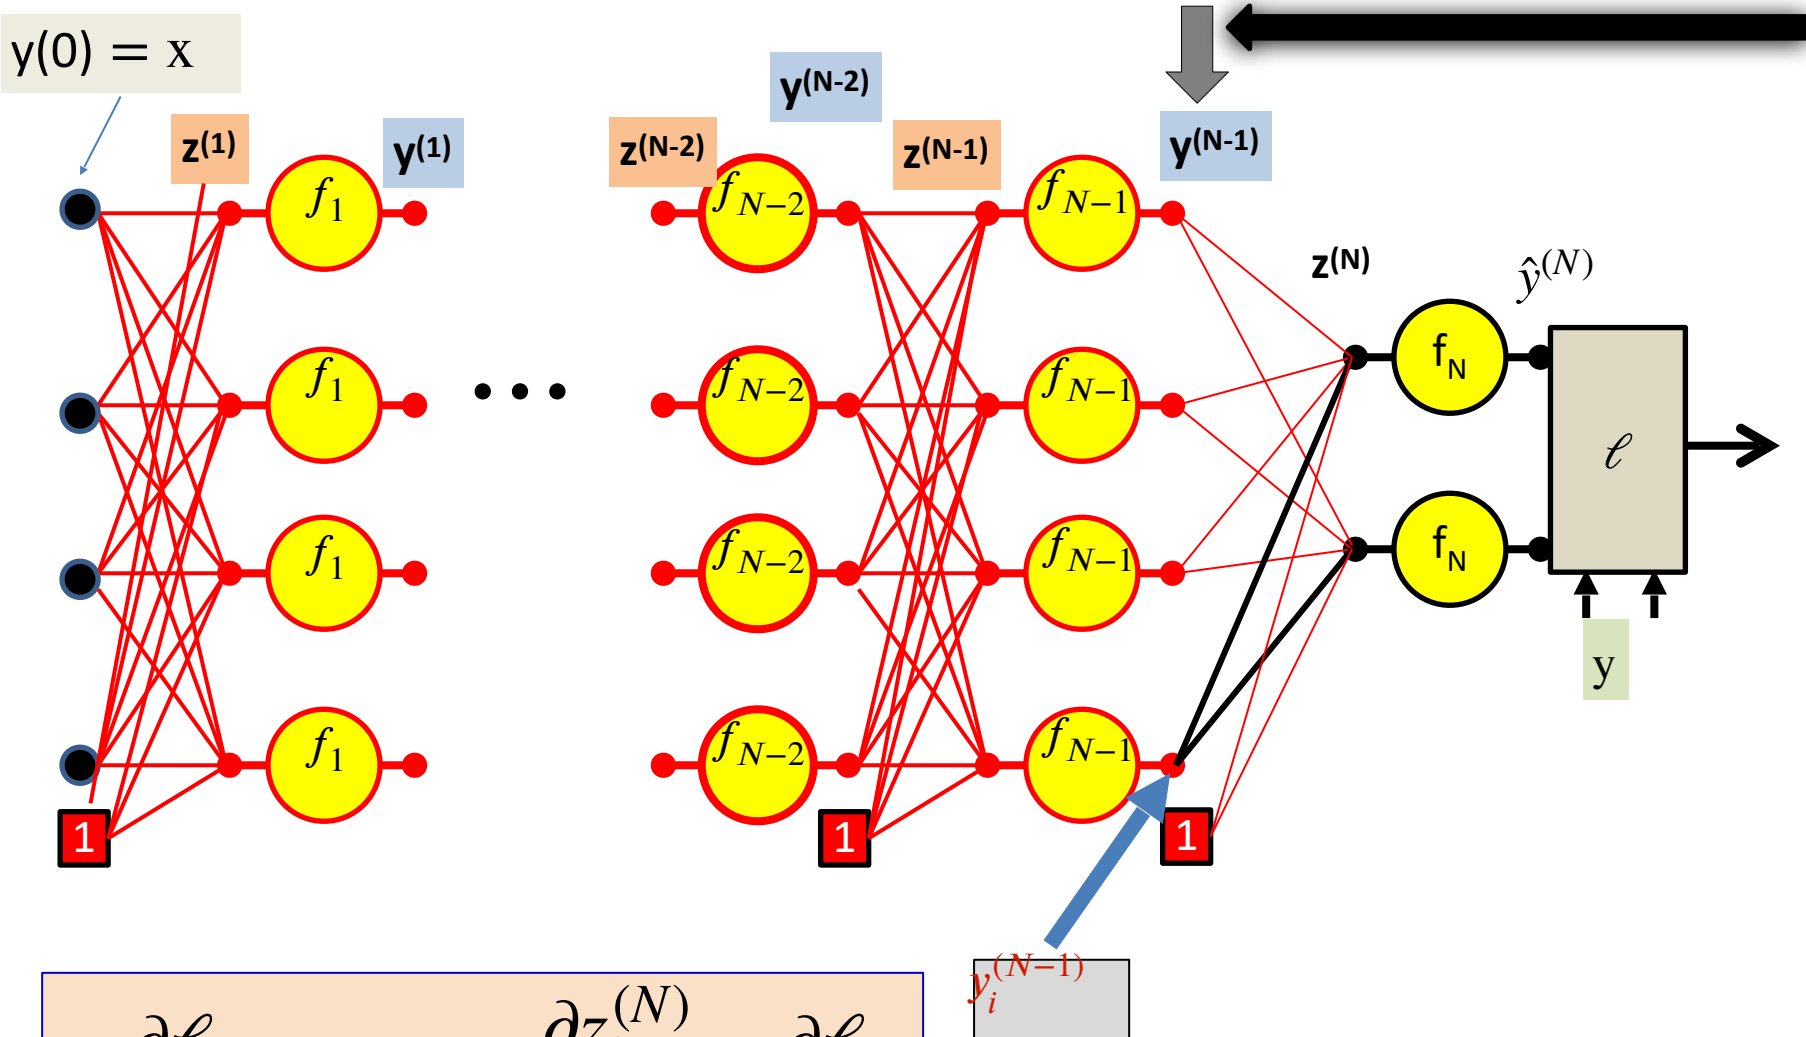 y(0) = x
z(1)
y(1)
z(N-2)
y(N-2)
z(N-1)
y(N-1)
z(N)
ŷ(N)
f1
fN−2
fN−1
f1
• • •
fN−2
fN−1
fN
ℓ
f1
fN−2
fN−1
fN
y
f1
fN−2
fN−1
1
1
1
yi(N−1)
∂ℓ
∂z(N)
∂ℓ